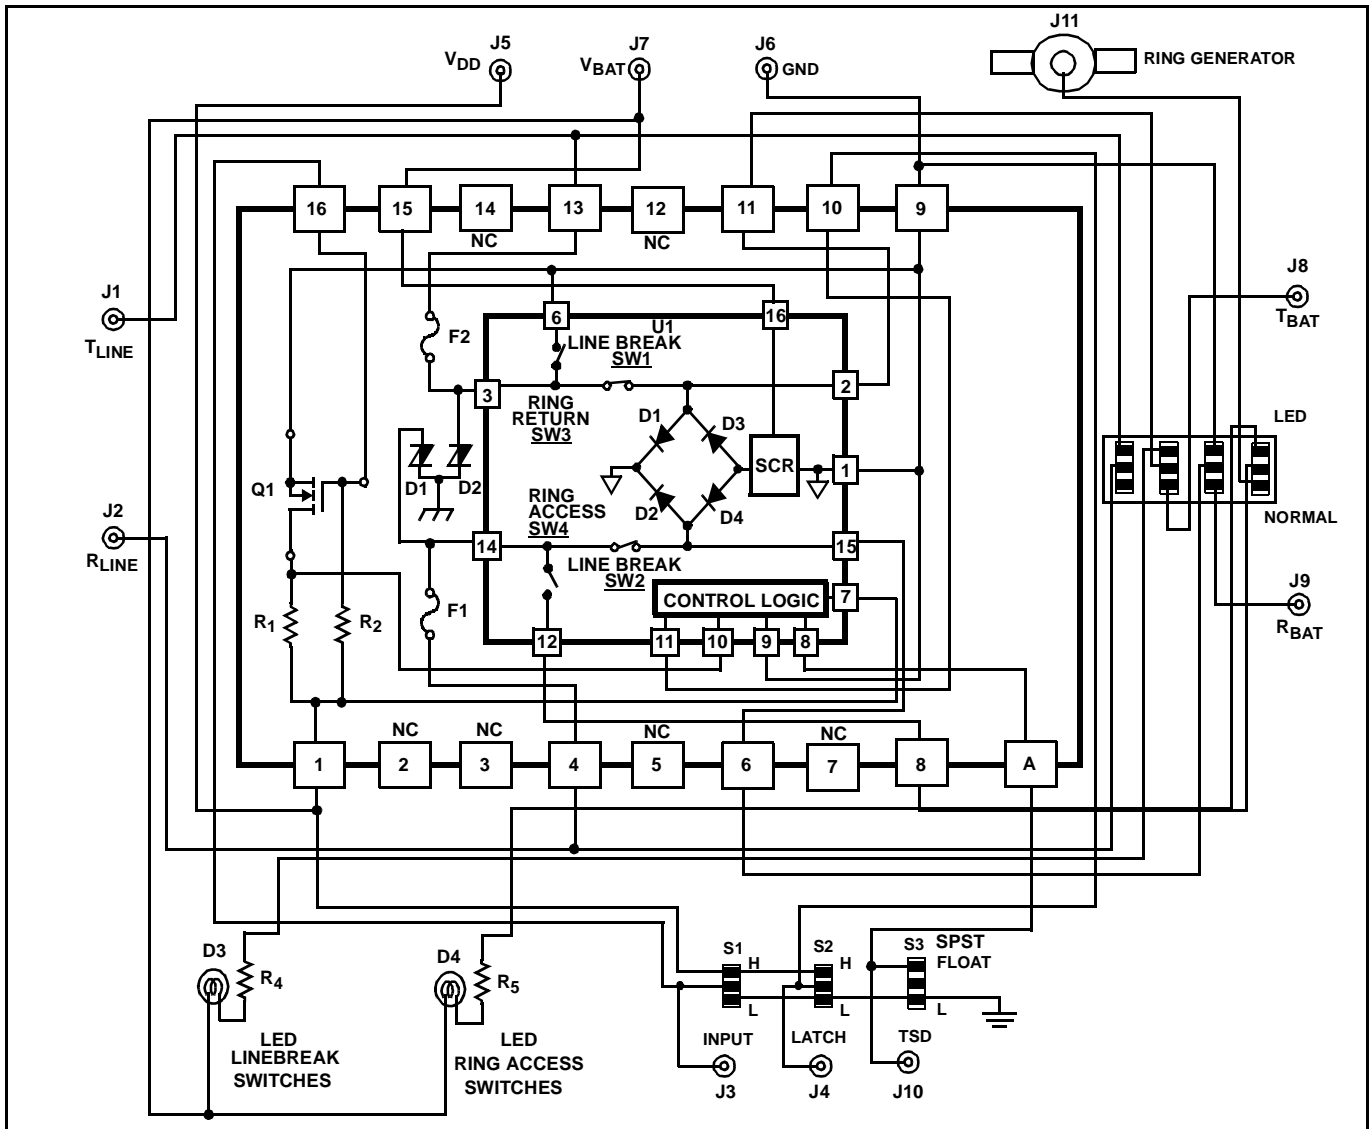 J11
J5
J7
J6
VDD
VBAT
GND
RING GENERATOR
16
15
14
13
12
11
10
9
NC
NC
J1
TLINE
J8
TBAT
6
16
U1
LINE BREAK
SW1
F2
3
2
RING
RETURN
SW3
D1
D3
SCR
1
LED
D1
D2
Q1
RING
ACCESS
SW4
D2
D4
J2
RLINE
NORMAL
14
15
LINE BREAK
SW2
CONTROL LOGIC
7
J9
RBAT
R1
R2
F1
12
11
10
9
8
NC
NC
NC
NC
1
2
3
4
5
6
7
8
A
D3
R4
D4
R5
S1
H
L
S2
H
L
S3
SPST
FLOAT
L
LED
LINEBREAK
SWITCHES
LED
RING ACCESS
SWITCHES
INPUT
LATCH
TSD
J3
J4
J10